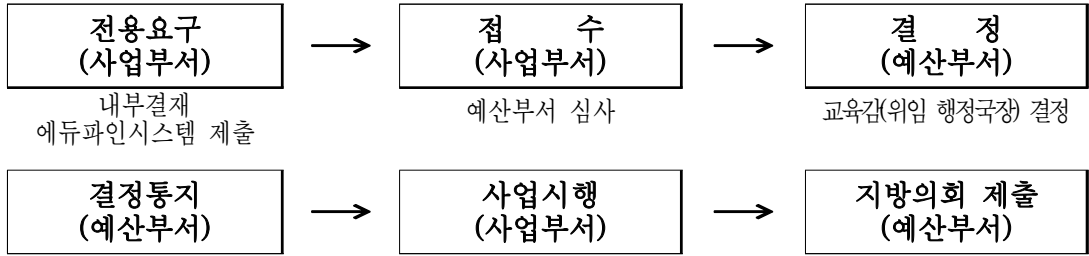 전용요구
(사업부서)
접 수
(사업부서)
결 정
(예산부서)
내부결재
에듀파인시스템 제출
예산부서 심사
교육감(위임 행정국장) 결정
결정통지
(예산부서)
사업시행
(사업부서)
지방의회 제출
(예산부서)